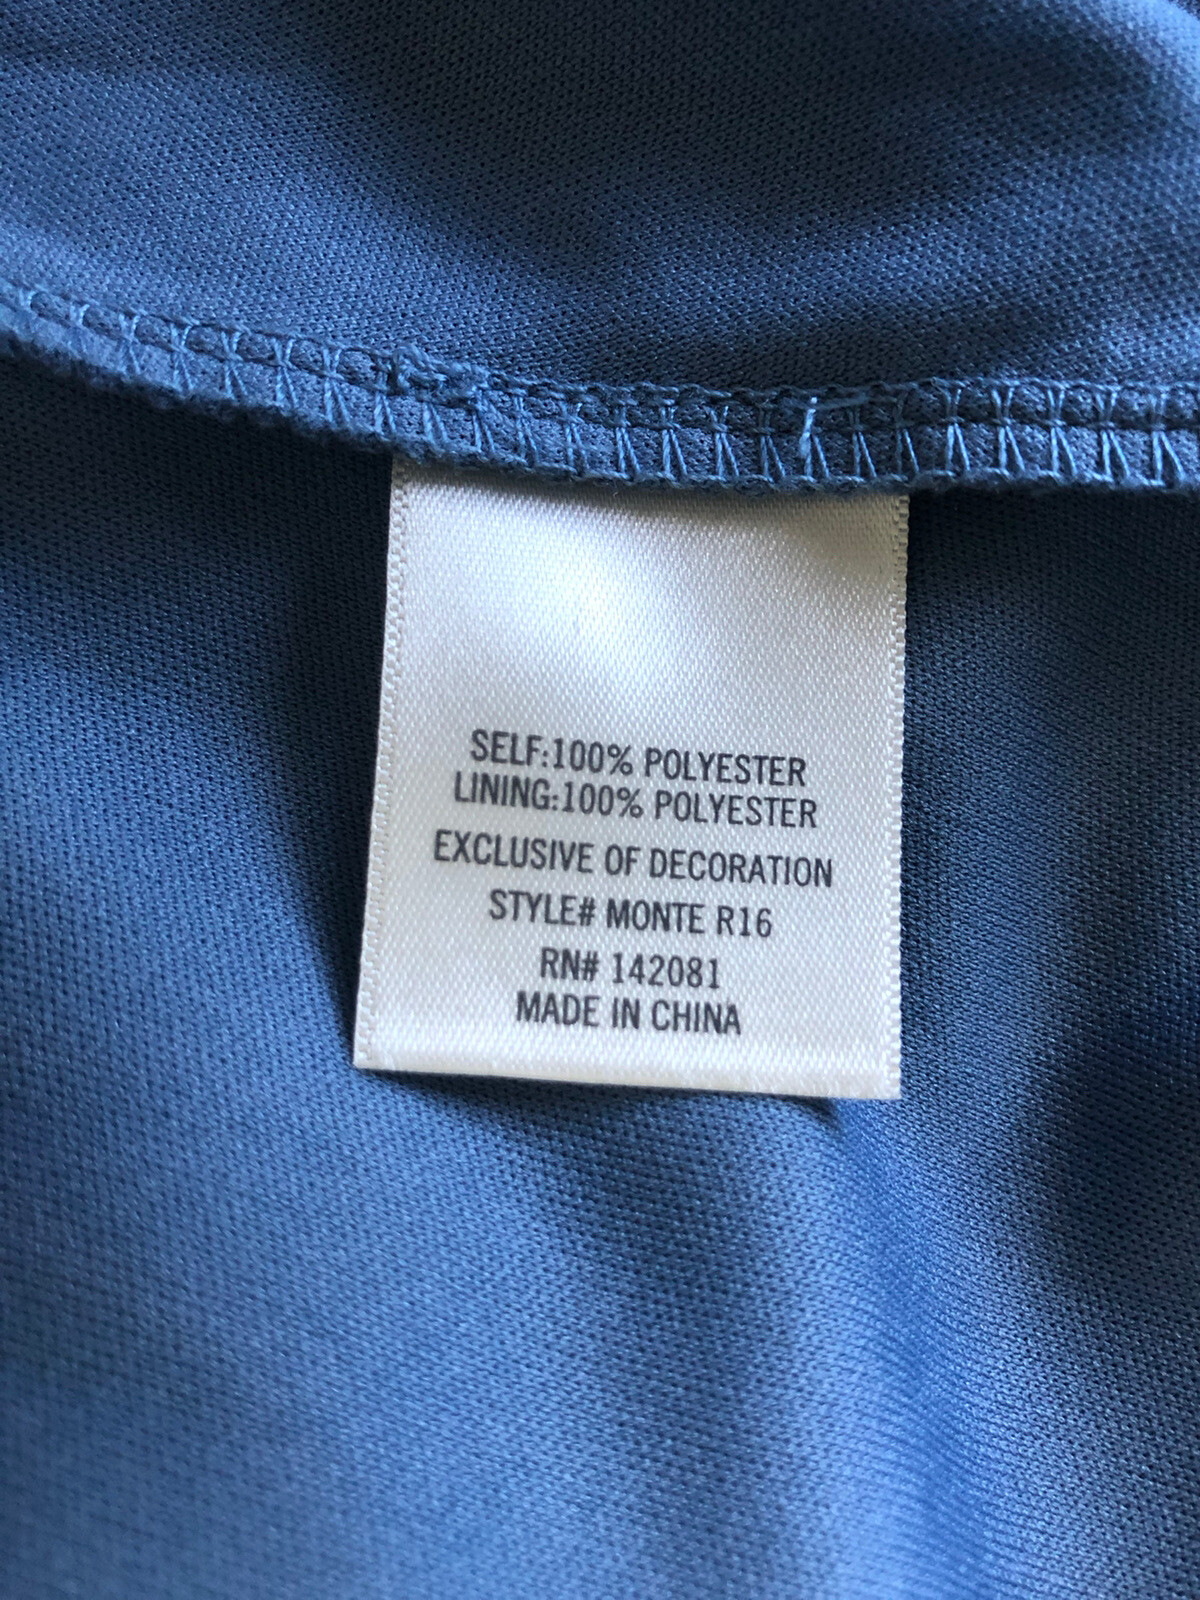 SELF:100% POLYESTER
LINING:100% POLYESTER
EXCLUSIVE OF DECORATION
STYLE# MONTE R16
RN# 142081
MADE IN CHINA